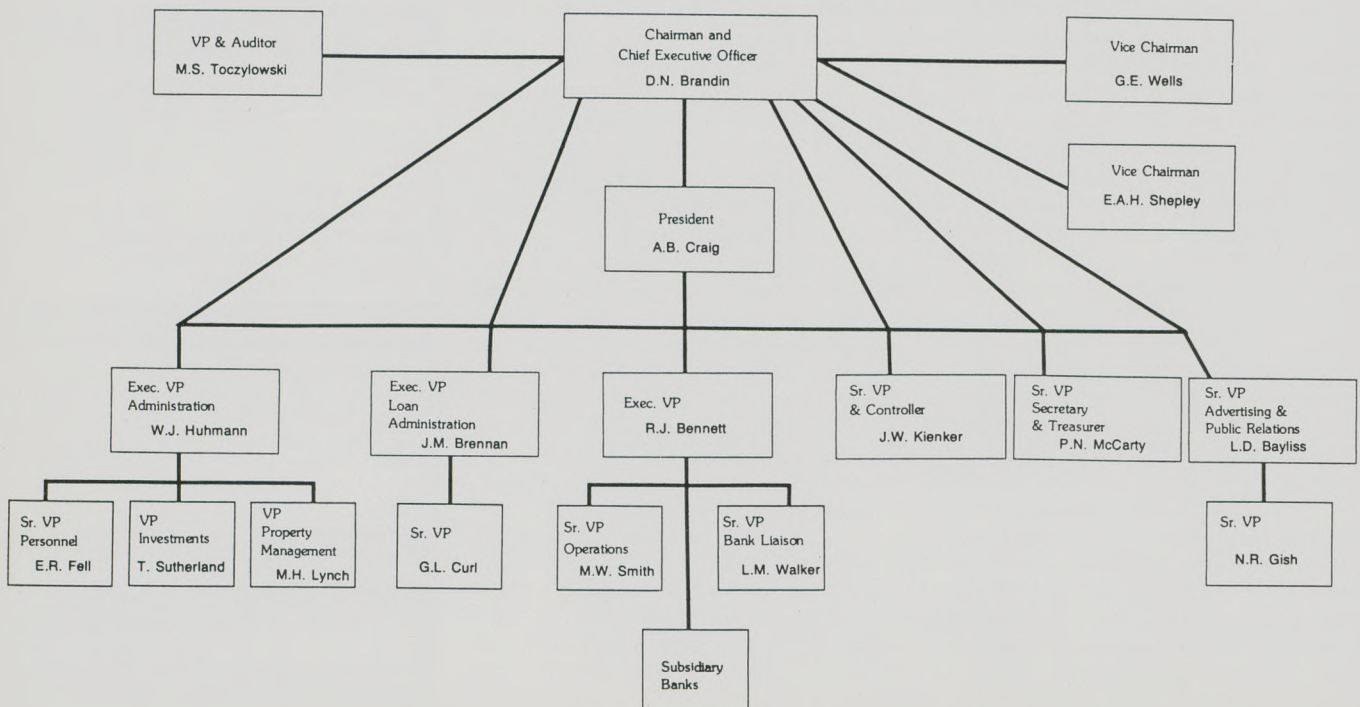 VP & Auditor
M.S. Toczylowski
Chairman and
Chief Executive Officer
D.N. Brandin
Vice Chairman
G.E. Wells
Vice Chairman
E.A.H. Shepley
President
A.B. Craig
Exec. VP
Administration
W.J. Huhmann
Exec. VP
Loan
Administration
J.M. Brennan
Exec. VP
R.J. Bennett
Sr. VP
& Controller
J.W. Kienker
Sr. VP
Secretary
& Treasurer
P.N. McCarty
Sr. VP
Advertising &
Public Relations
L.D. Bayliss
Sr. VP
Personnel
E.R. Fell
VP
Investments
T. Sutherland
VP
Property
Management
M.H. Lynch
Sr. VP
G.L. Curl
Sr. VP
Operations
M.W. Smith
Sr. VP
Bank Liaison
L.M. Walker
Sr. VP
N.R. Gish
Subsidiary
Banks